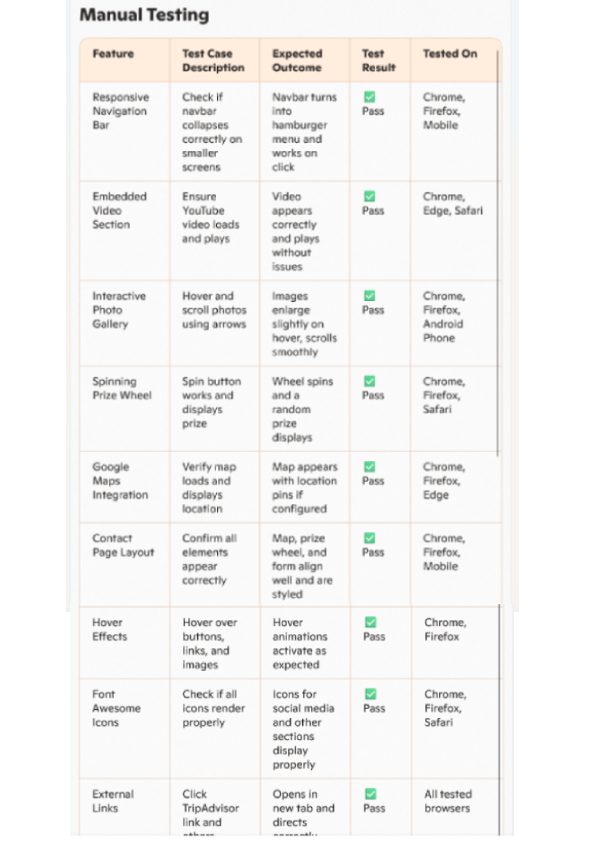 Manual Testing
Feature
Test Case
Description
Expected
Outcome
Test
Result
Tested On
Responsive
Navigation
Bar
Check if
navbar
collapses
correctly on
smaller
screens
Navbar turns
into
hamburger
menu and
works on
click
✅
Pass
Chrome,
Firefox,
Mobile
Embedded
Video
Section
Ensure
YouTube
video loads
and plays
Video
appears
correctly
and plays
without
issues
✅
Pass
Chrome,
Edge, Safari
Interactive
Photo
Gallery
Hover and
scroll photos
using arrows
Images
enlarge
slightly on
hover, scrolls
smoothly
✅
Pass
Chrome,
Firefox,
Android
Phone
Spinning
Prize Wheel
Spin button
works and
displays
prize
Wheel spins
and a
random
prize
displays
✅
Pass
Chrome,
Firefox,
Safari
Google
Maps
Integration
Verify map
loads and
displays
location
Map appears
with location
pins if
configured
✅
Pass
Chrome,
Firefox,
Edge
Contact
Page Layout
Confirm all
elements
appear
correctly
Map, prize
wheel, and
form align
well and are
styled
✅
Pass
Chrome,
Firefox,
Mobile
Hover
Effects
Hover over
buttons,
links, and
images
Hover
animations
activate as
expected
✅
Pass
Chrome,
Firefox
Font
Awesome
Icons
Check if all
icons render
properly
Icons for
social media
and other
sections
display
properly
✅
Pass
Chrome,
Firefox,
Safari
External
Links
Click
TripAdvisor
link and
Opens in
new tab and
directs
✅
Pass
All tested
browsers